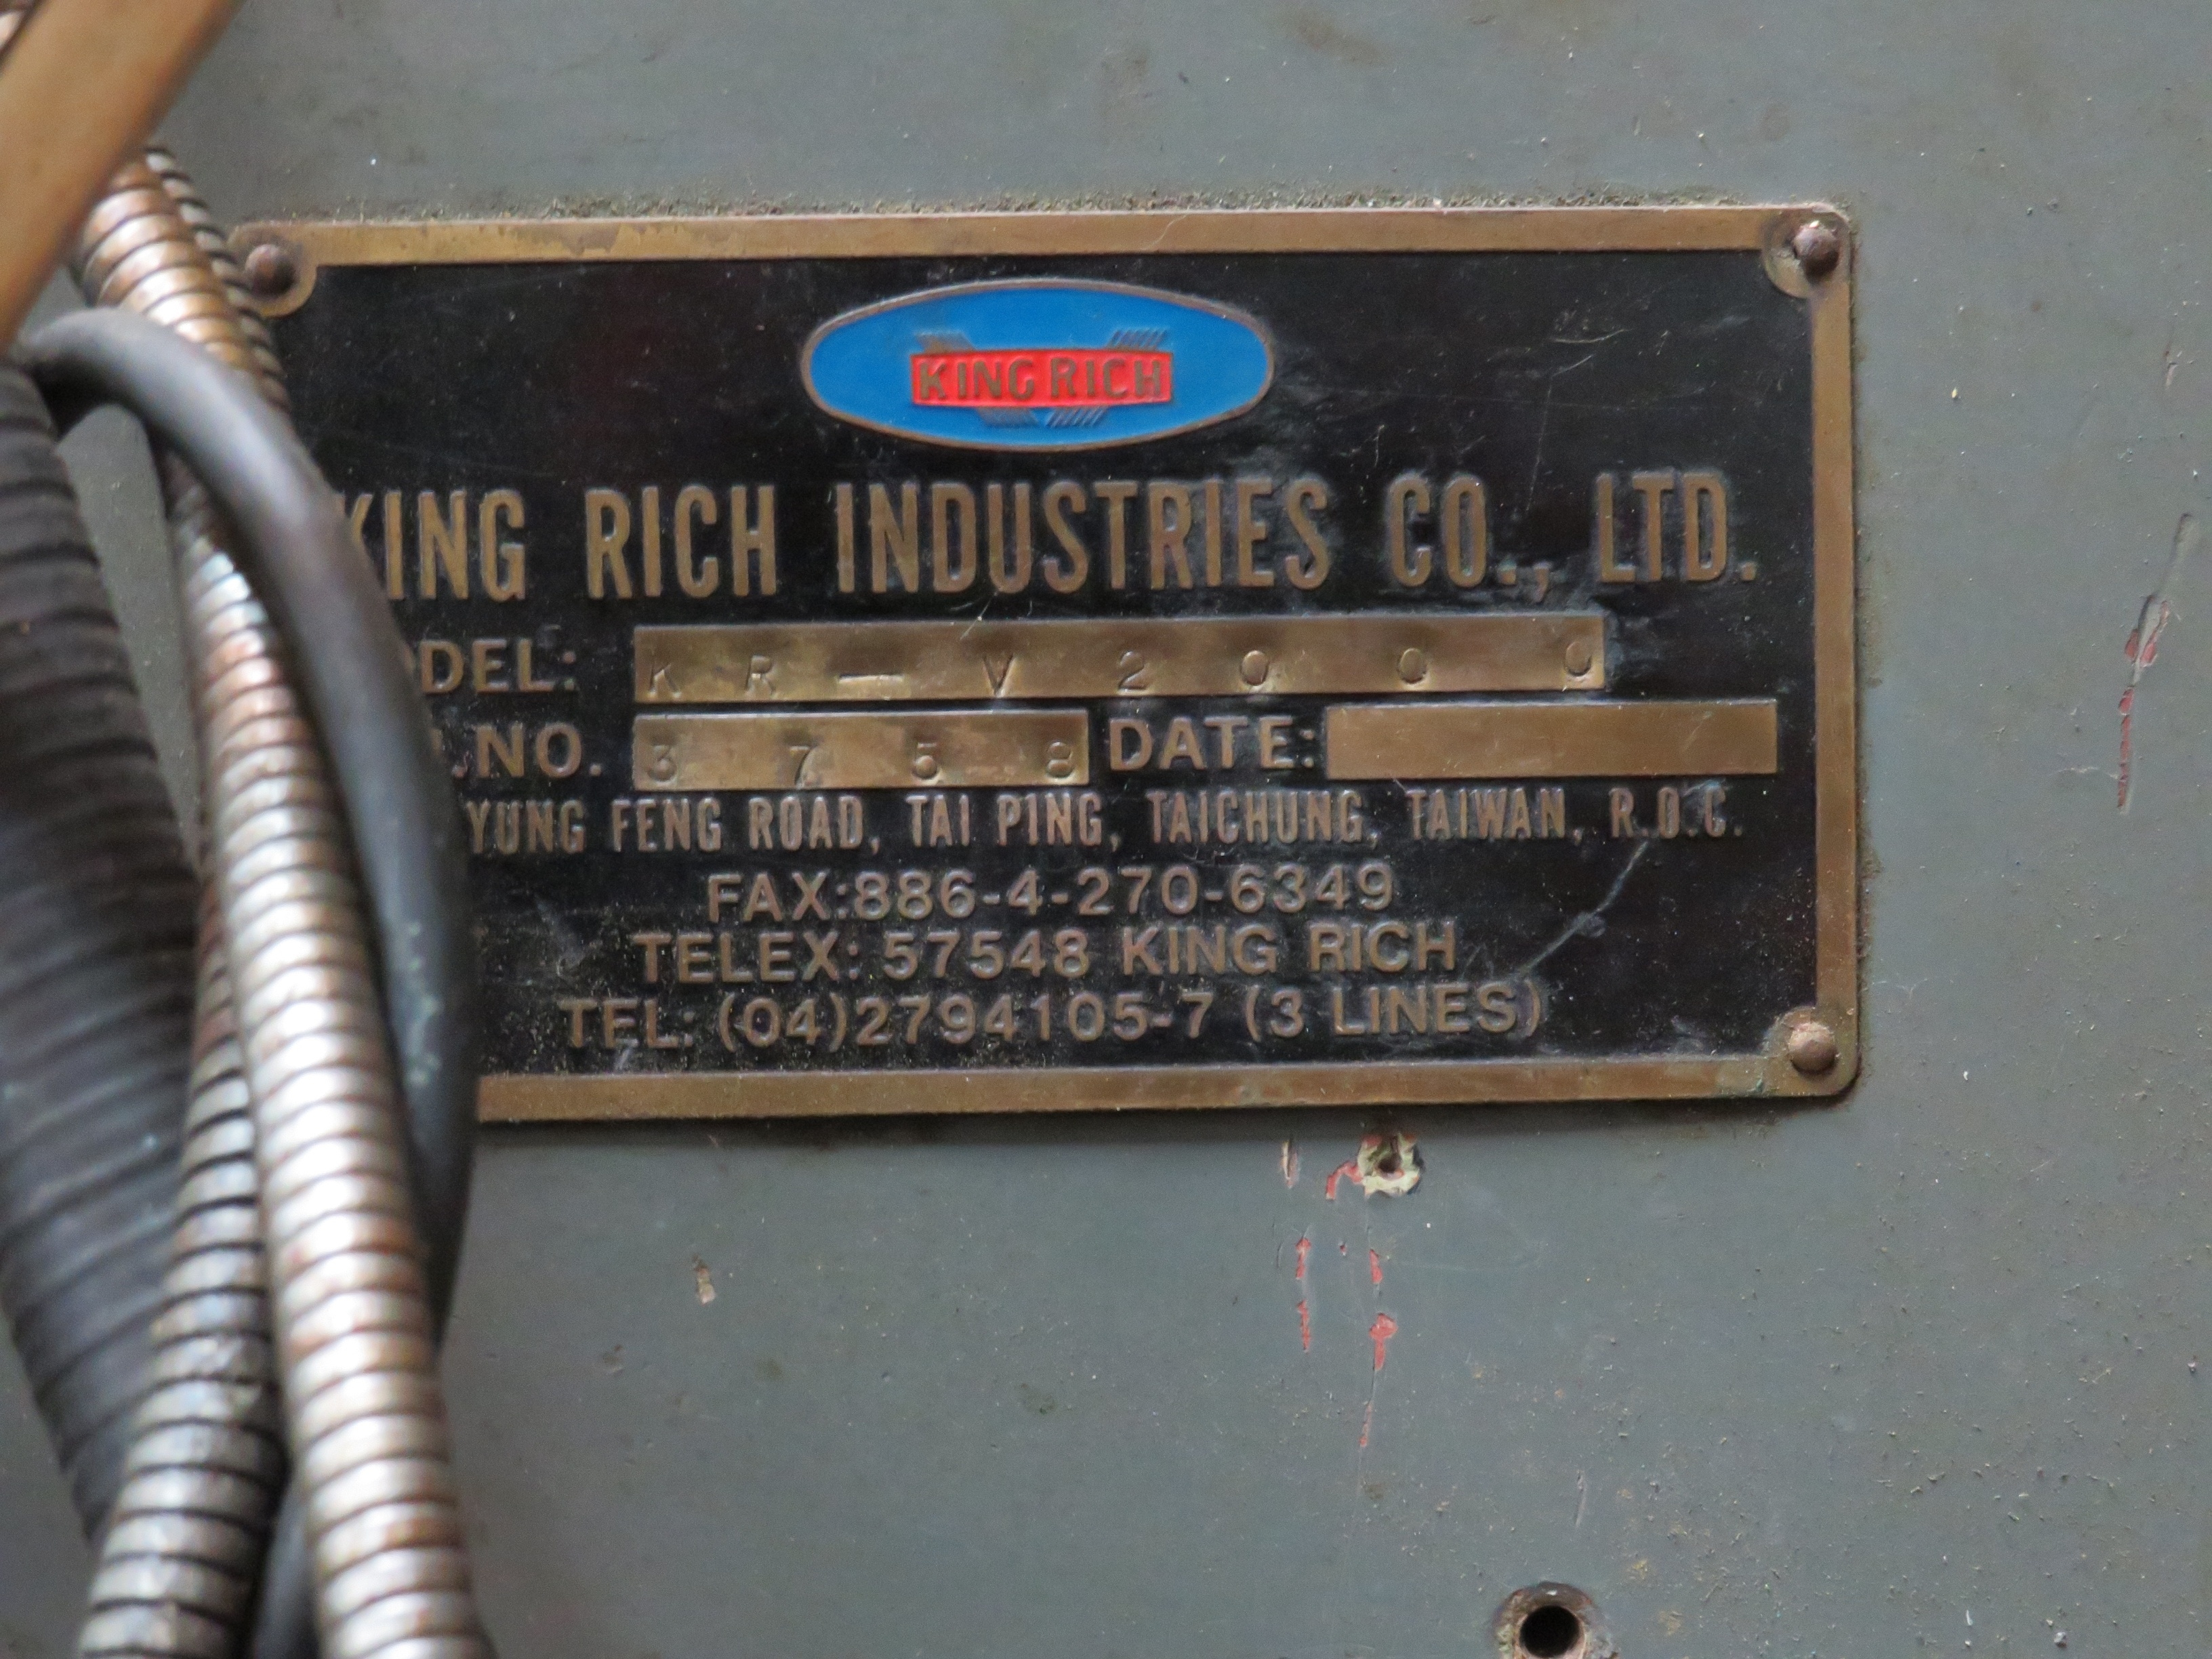 KING RICH
KING RICH INDUSTRIES CO., LTD.
KR-V2000
.NO. 3758 DATE:
YUNG FENG ROAD, TAI PING, TAICHUNG, TAIWAN, R.O.C.
FAX:886-4-270-6349
TELEX: 57548 KING RICH
TEL: (04)2794105-7 (3 LINES)